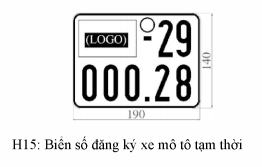 (LOGO) -29
000.28
140
190
H15: Biển số đăng ký xe mô tô tạm thời